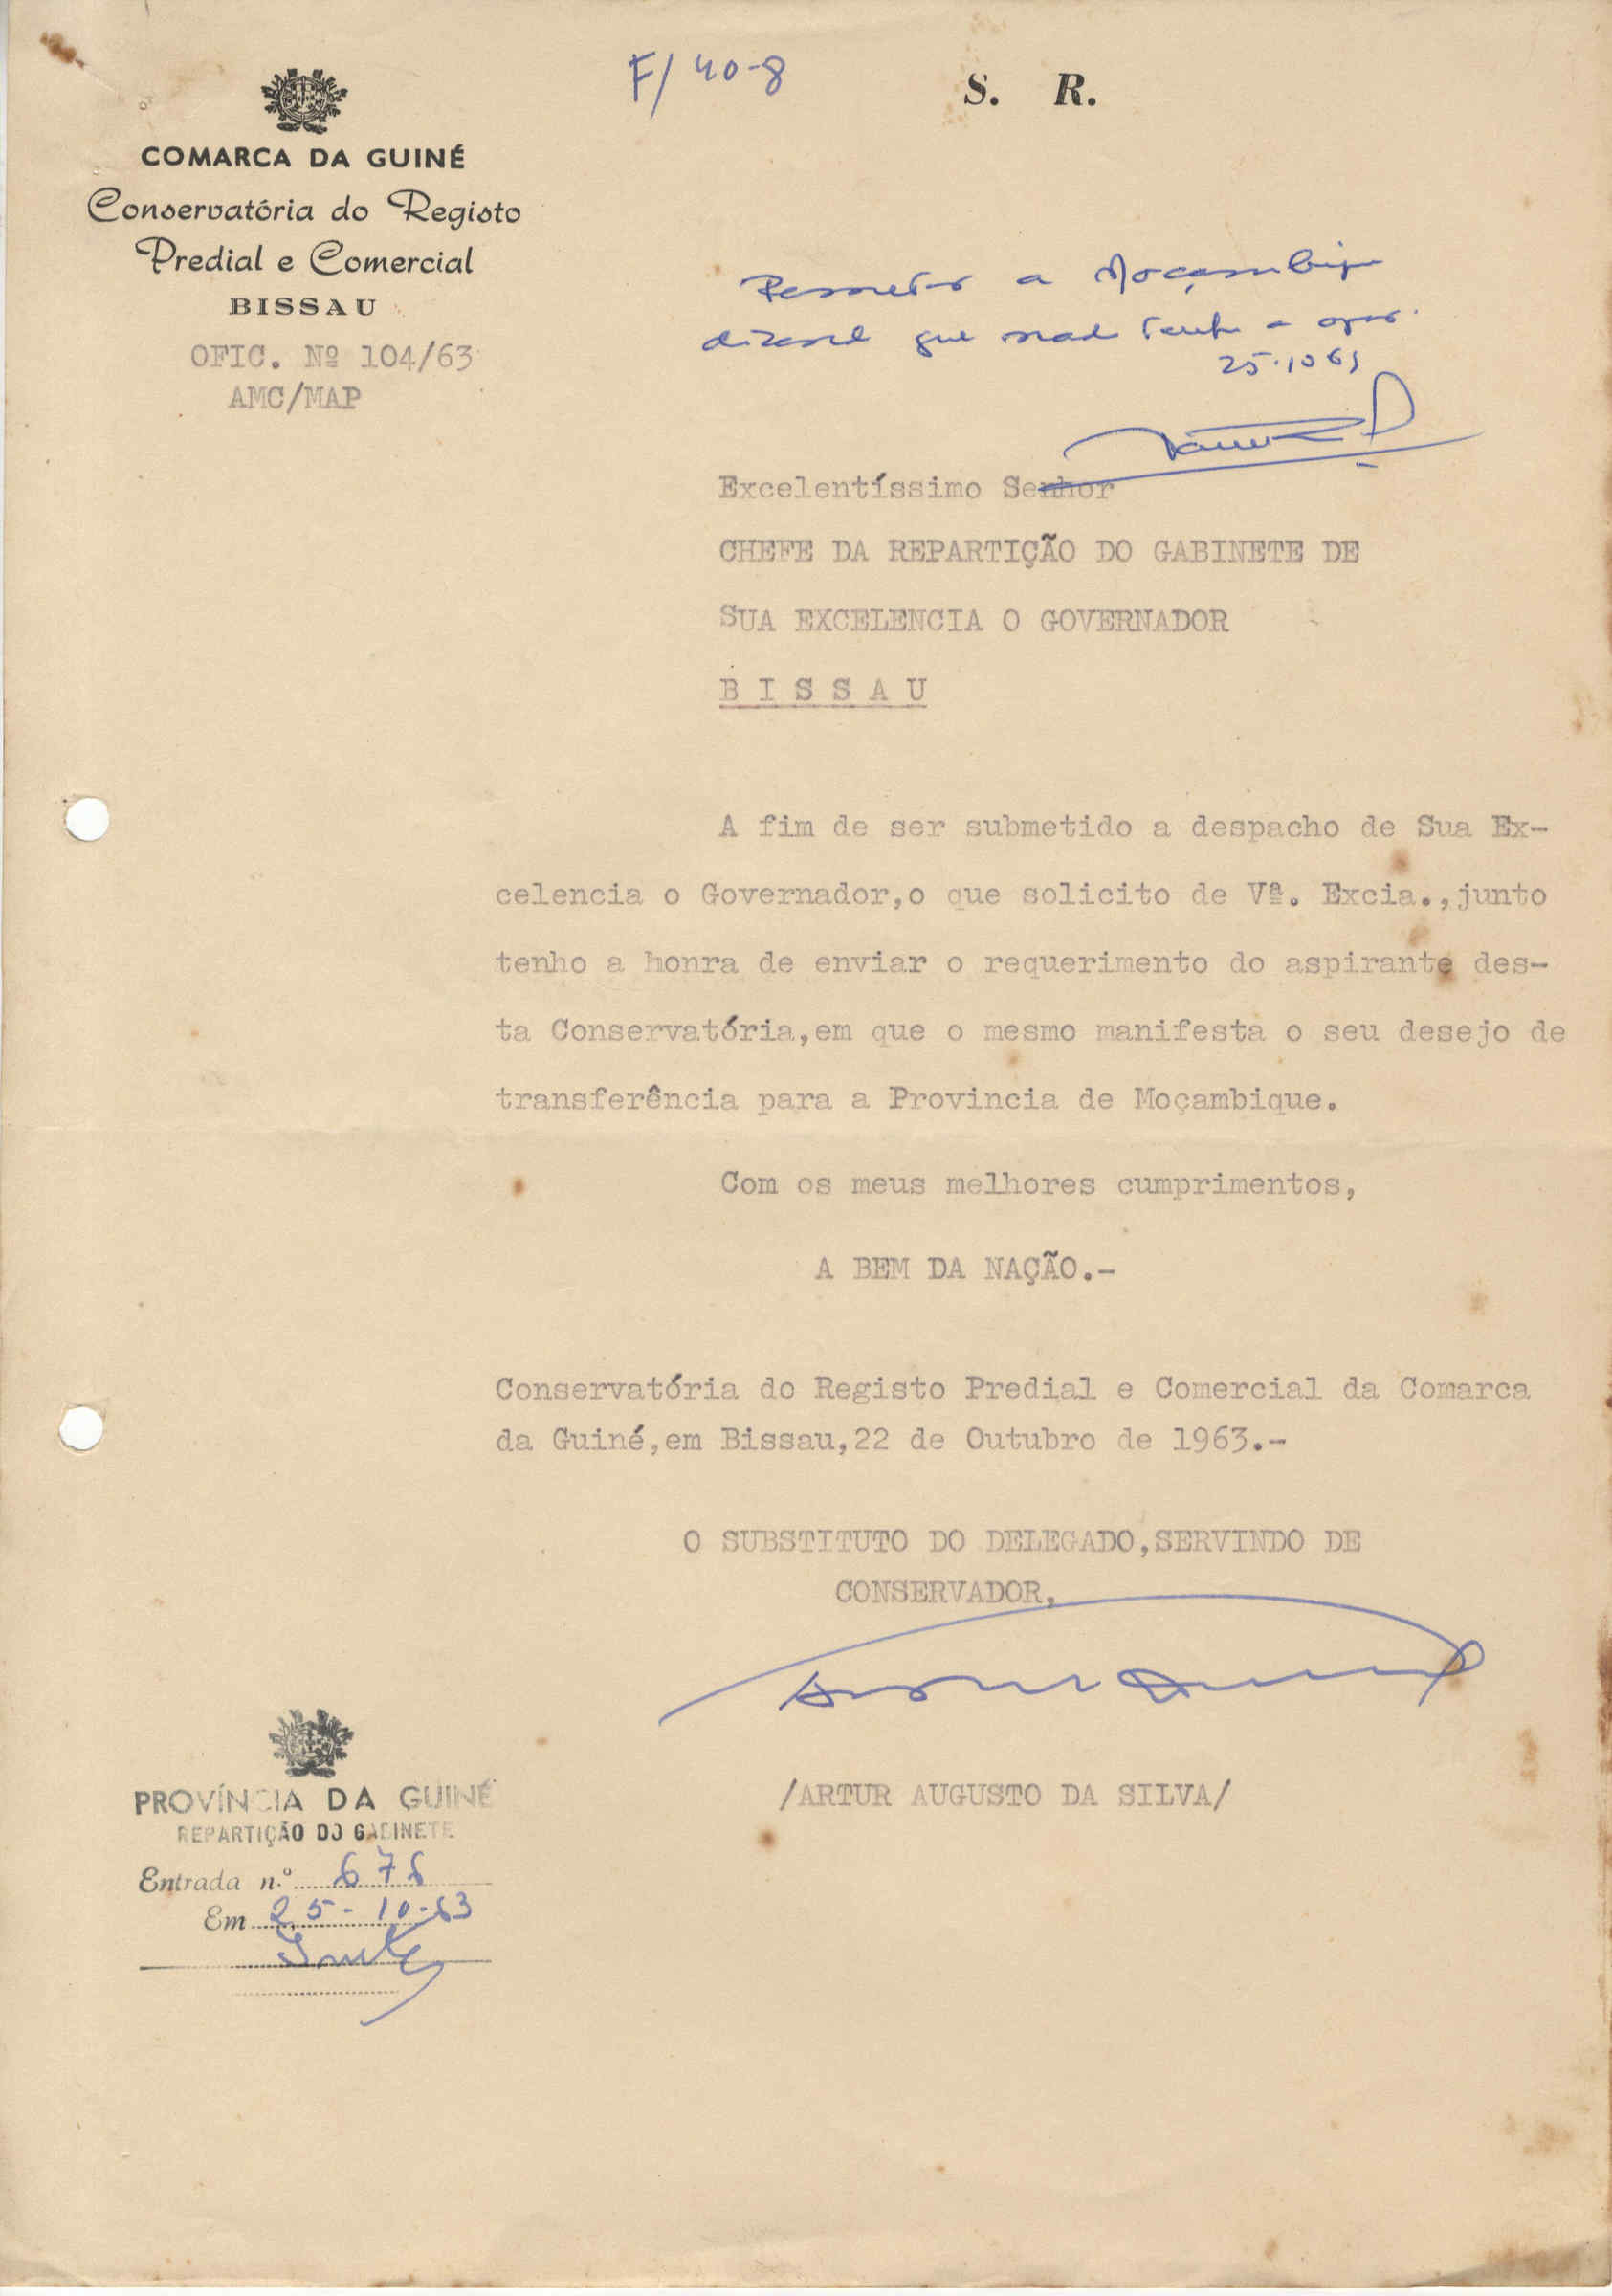 F/ 40-8
S. R.
COMARCA DA GUINÉ
Conservatória do Registo
Predial e Comercial
BISSAU
OFIC. Nº 104/63
AMC/MAP
Remeter a Moçambique
que nada tenho a opor.
25-10-63
Excelentíssimo Senhor
CHEFE DA REPARTIÇÃO DO GABINETE DE
SUA EXCELENCIA O GOVERNADOR
B I S S A U
A fim de ser submetido a despacho de Sua Ex-
celencia o Governador,o que solicito de Vª. Excia.,junto
tenho a honra de enviar o requerimento do aspirante des-
ta Conservatória,em que o mesmo manifesta o seu desejo de
transferência para a Provincia de Moçambique.
Com os meus melhores cumprimentos,
A BEM DA NAÇÃO.-
Conservatória do Registo Predial e Comercial da Comarca
da Guiné,em Bissau,22 de Outubro de 1963.-
O SUBSTITUTO DO DELEGADO,SERVINDO DE
CONSERVADOR,
/ARTUR AUGUSTO DA SILVA/
PROVÍNCIA DA GUINÉ
REPARTIÇÃO DO GABINETE
Entrada n.º 676
Em 25-10-63